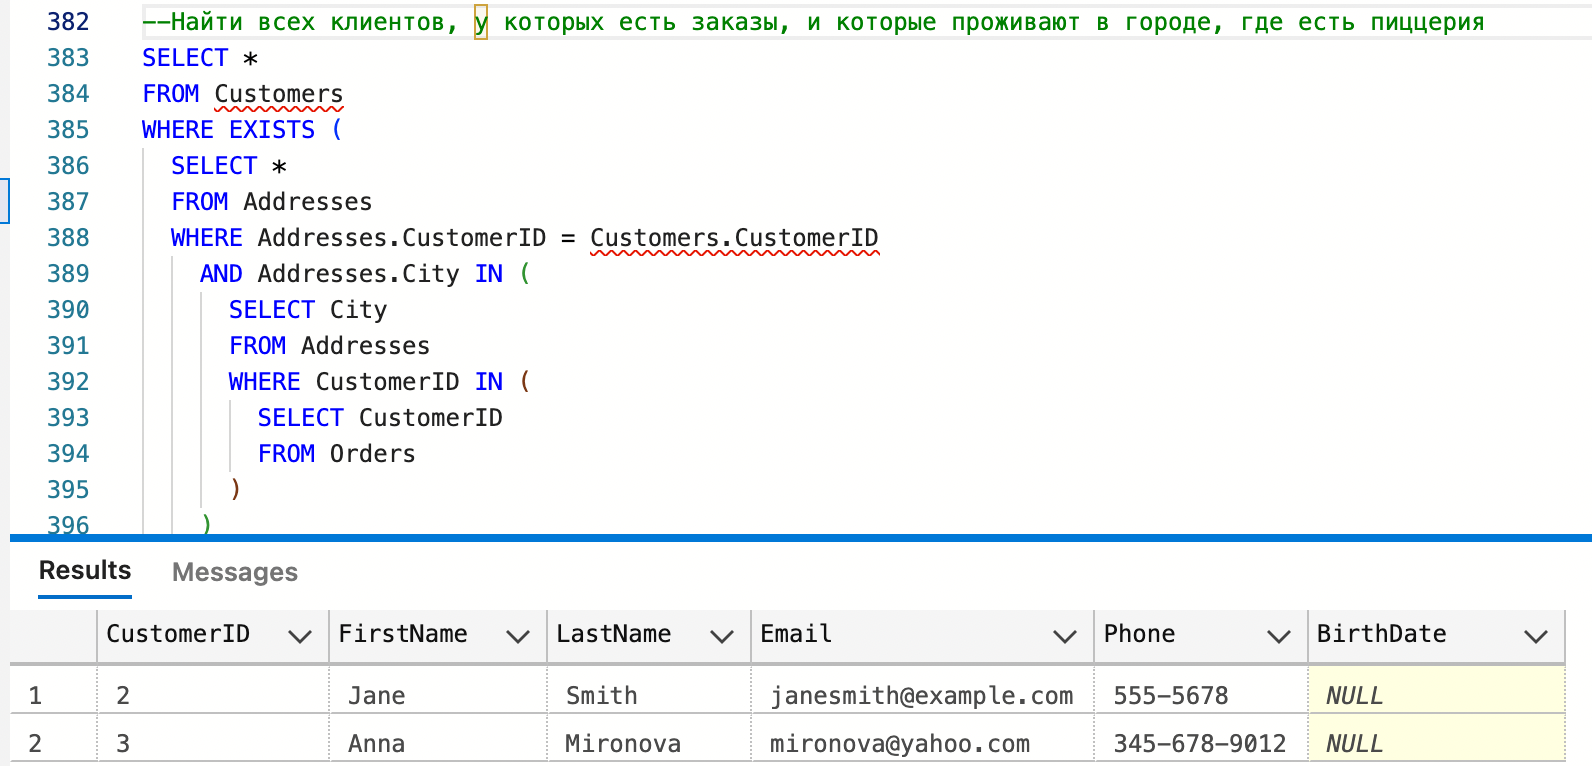 382 --Найти всех клиентов, у которых есть заказы, и которые проживают в городе, где есть пиццерия
383 SELECT *
384 FROM Customers
385 WHERE EXISTS (
386 SELECT *
387 FROM Addresses
388 WHERE Addresses.CustomerID = Customers.CustomerID
389 AND Addresses.City IN (
390 SELECT City
391 FROM Addresses
392 WHERE CustomerID IN (
393 SELECT CustomerID
394 FROM Orders
395 )
396 )
Results Messages
CustomerID FirstName LastName Email Phone BirthDate
1 2 Jane Smith janesmith@example.com 555-5678 NULL
2 3 Anna Mironova mironova@yahoo.com 345-678-9012 NULL